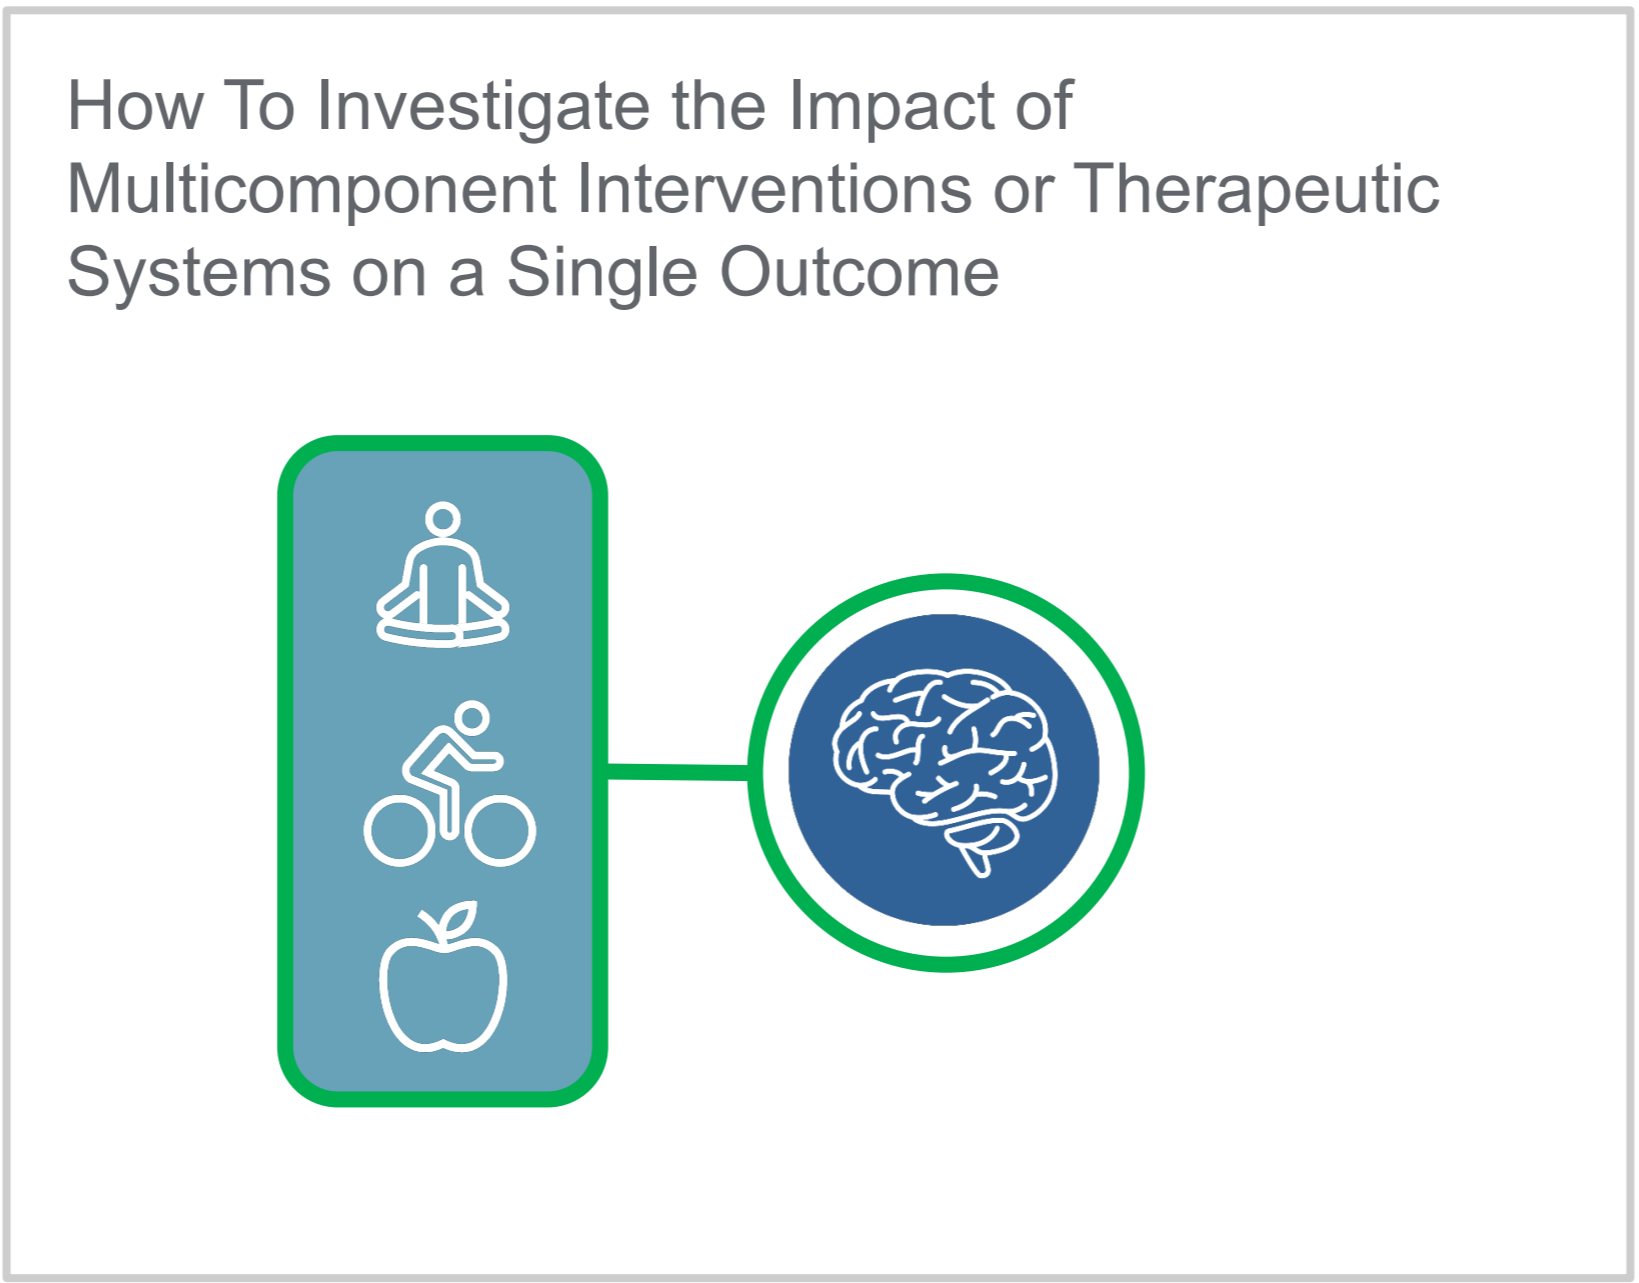 How To Investigate the Impact of
Multicomponent Interventions or Therapeutic
Systems on a Single Outcome